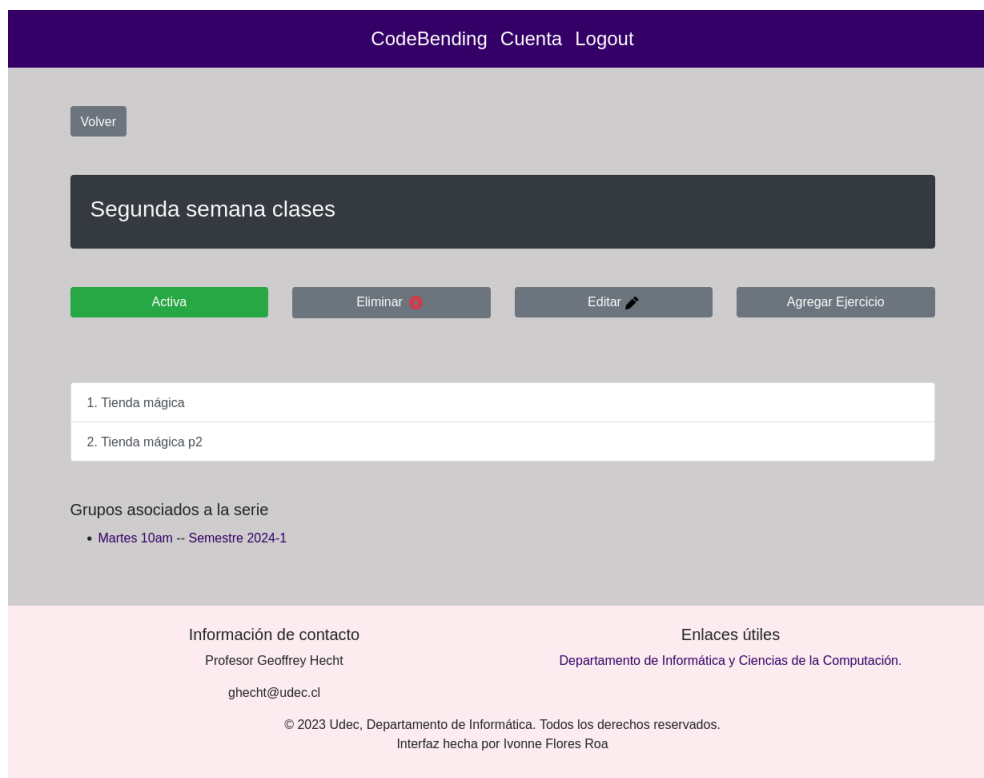 CodeBending Cuenta Logout
Volver
Segunda semana clases
Activa
Eliminar
Editar
Agregar Ejercicio
1. Tienda mágica
2. Tienda mágica p2
Grupos asociados a la serie
• Martes 10am -- Semestre 2024-1
Información de contacto
Profesor Geoffrey Hecht
ghecht@udec.cl
Enlaces útiles
Departamento de Informática y Ciencias de la Computación.
© 2023 Udec, Departamento de Informática. Todos los derechos reservados.
Interfaz hecha por Ivonne Flores Roa